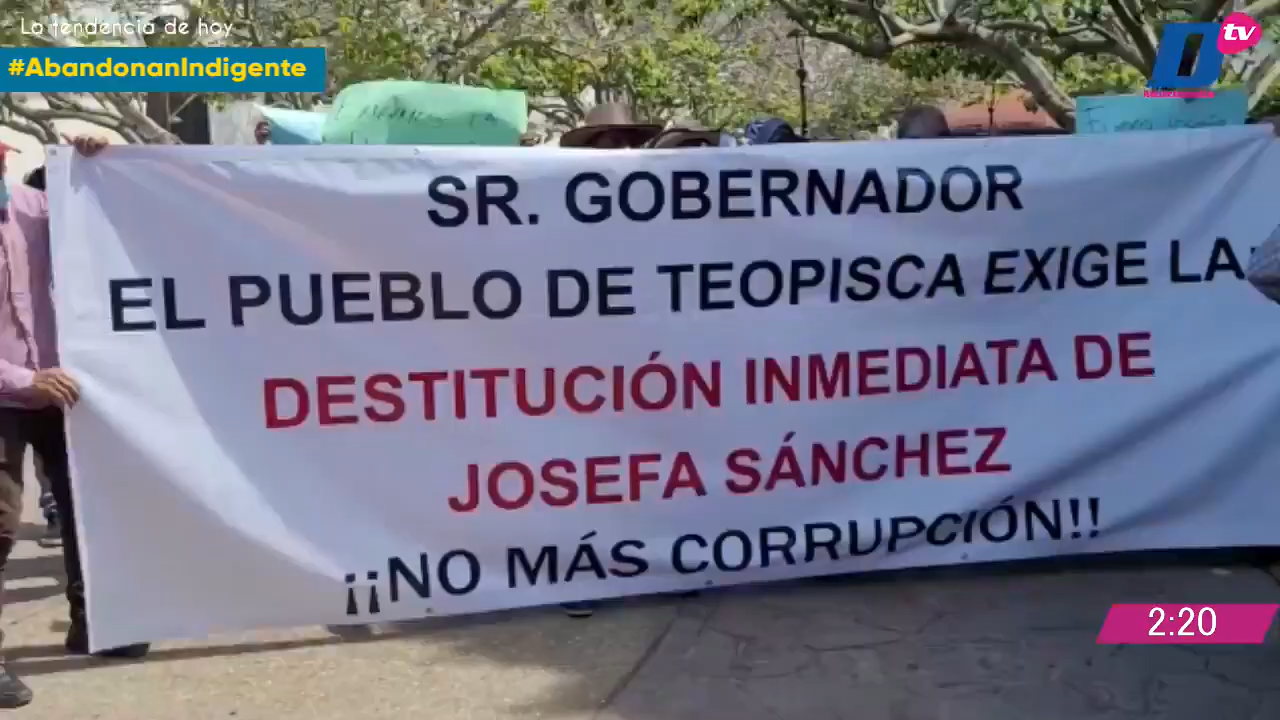 La tendencia de hoy
#AbandonanIndigente
tv
SR. GOBERNADOR
EL PUEBLO DE TEOPISCA EXIGE LA
DESTITUCIÓN INMEDIATA DE
JOSEFA SÁNCHEZ
¡¡NO MÁS CORRUPCIÓN!!
2:20